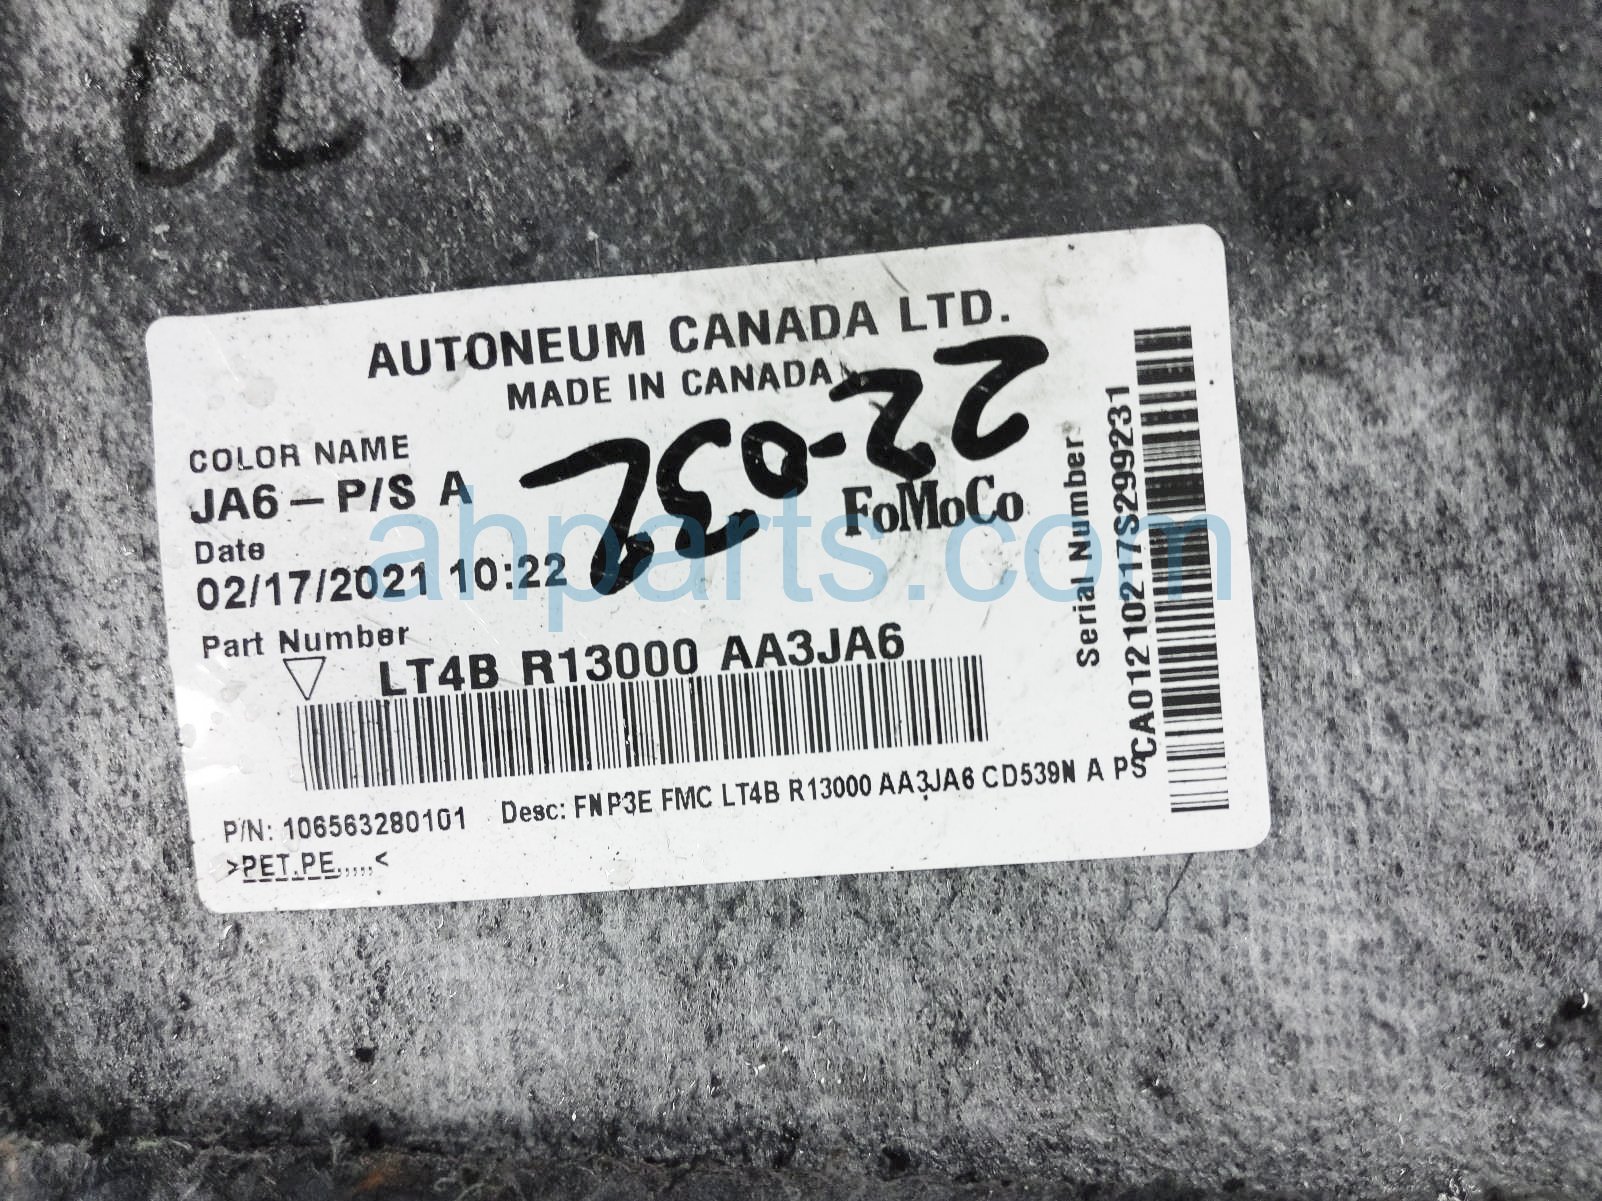 AUTONEUM CANADA LTD.
MADE IN CANADA
22-032
COLOR NAME
JA6 - P/S A
FoMoCo
Date
02/17/2021 10:22
Part Number
LT4B R13000 AA3JA6
P/N: 106563280101 Desc: FNP3E FMC LT4B R13000 AA3JA6 CD539N A PS
>PET.PE.....<
Serial Number
CA01210217S299231
ahparts.com